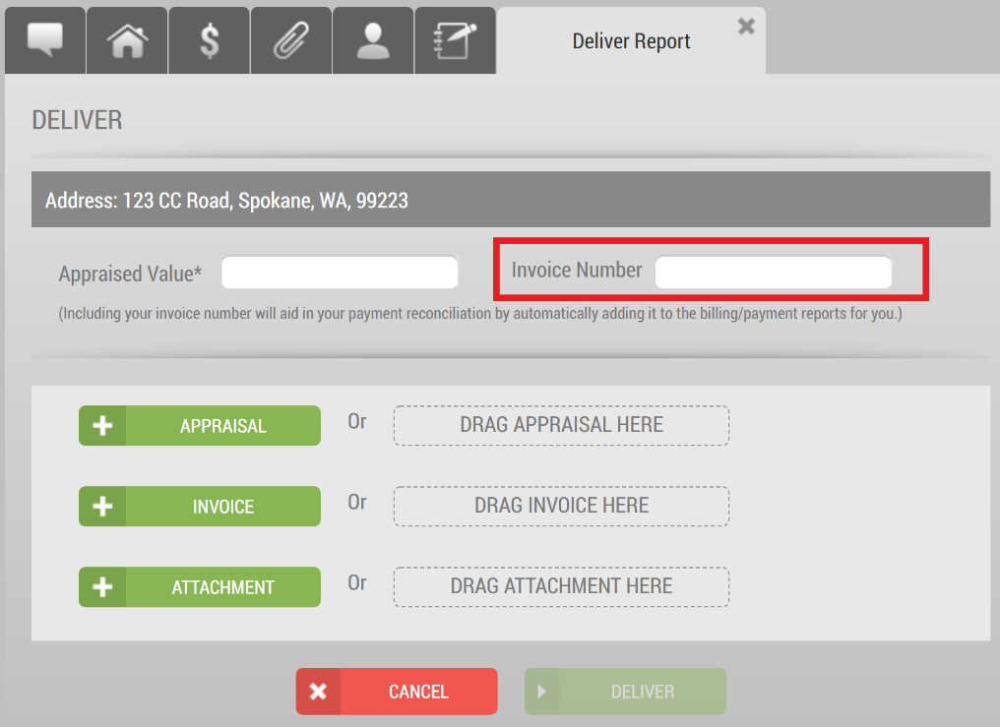 Deliver Report
DELIVER
Address: 123 CC Road, Spokane, WA, 99223
Appraised Value*
Invoice Number
(Including your invoice number will aid in your payment reconciliation by automatically adding it to the billing/payment reports for you.)
APPRAISAL Or DRAG APPRAISAL HERE
INVOICE Or DRAG INVOICE HERE
ATTACHMENT Or DRAG ATTACHMENT HERE
CANCEL
DELIVER